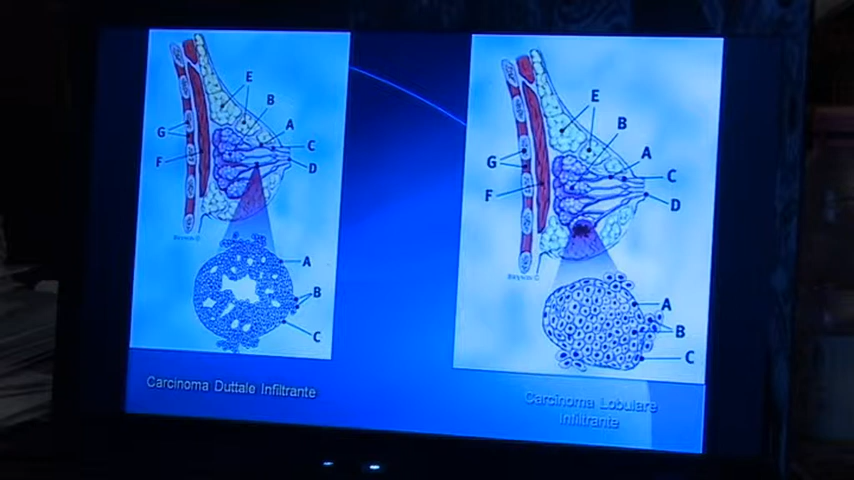 E
B
A
G
C
F
D
A
B
C
Carcinoma Duttale Infiltrante
E
B
A
G
C
F
D
A
B
C
Carcinoma Lobulare
Infiltrante